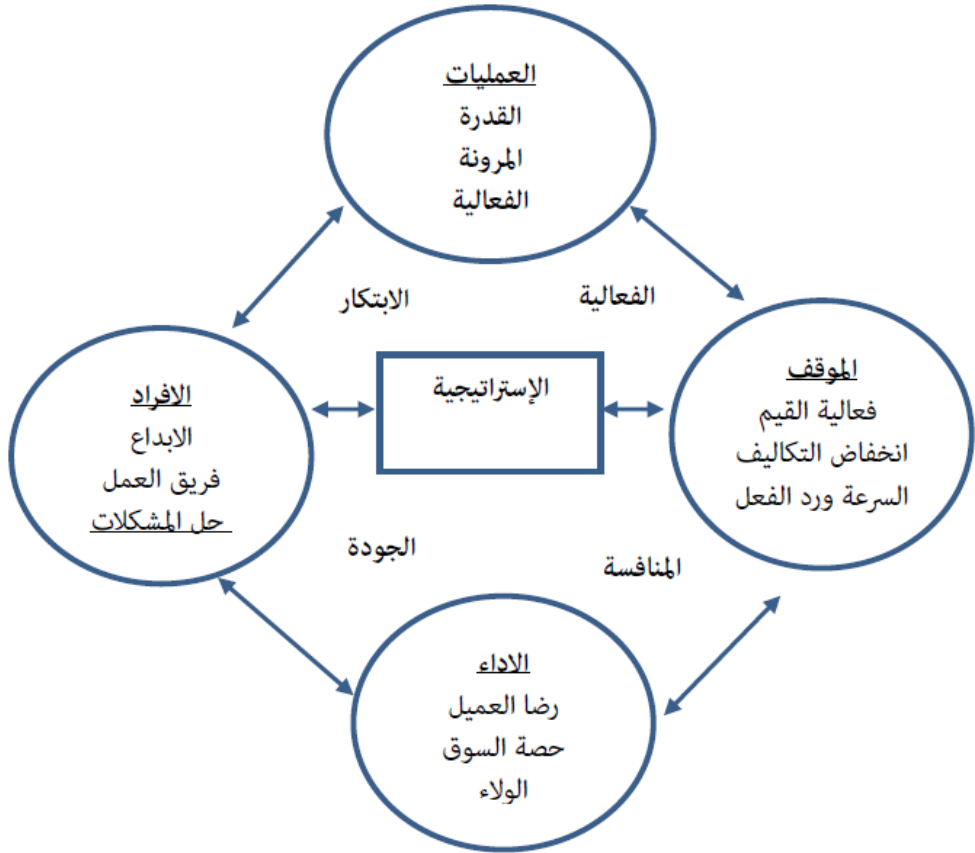 العمليات
القدرة
المرونة
الفعالية
الفعالية
الابتكار
الموقف
فعالية القيم
انخفاض التكاليف
السرعة ورد الفعل
الإستراتيجية
الافراد
الابداع
فريق العمل
حل المشكلات
المنافسة
الجودة
الاداء
رضا العميل
حصة السوق
الولاء